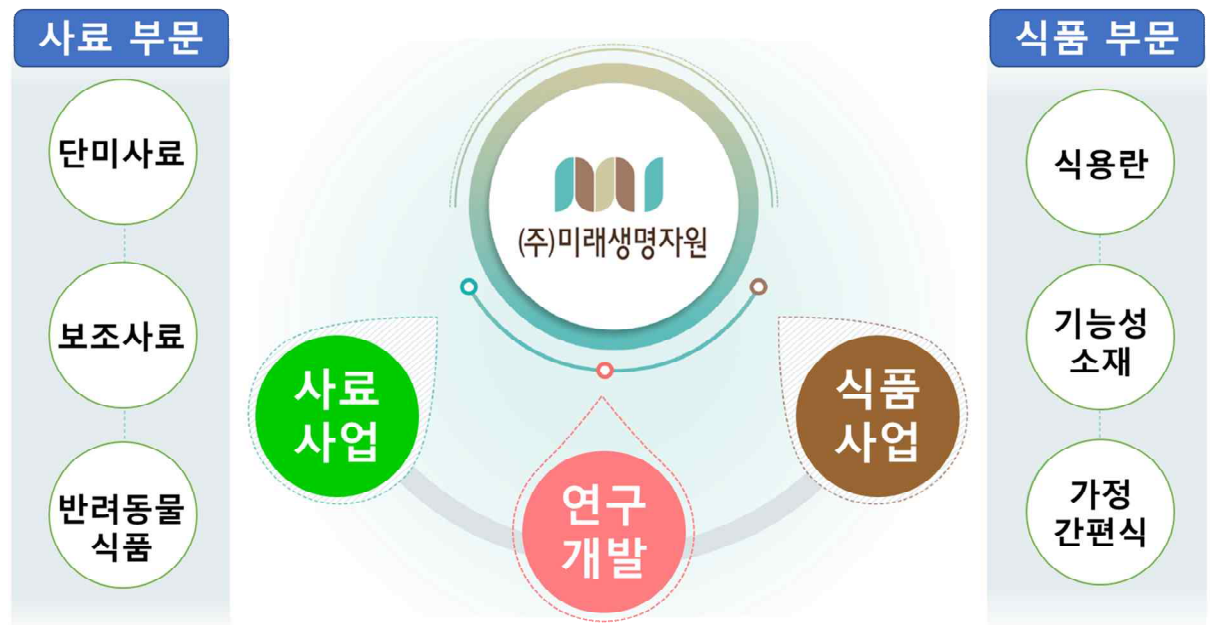 사료 부문
단미사료
보조사료
반려동물
식품
(주)미래생명자원
사료
사업
연구
개발
식품
사업
식품 부문
식용란
기능성
소재
가정
간편식